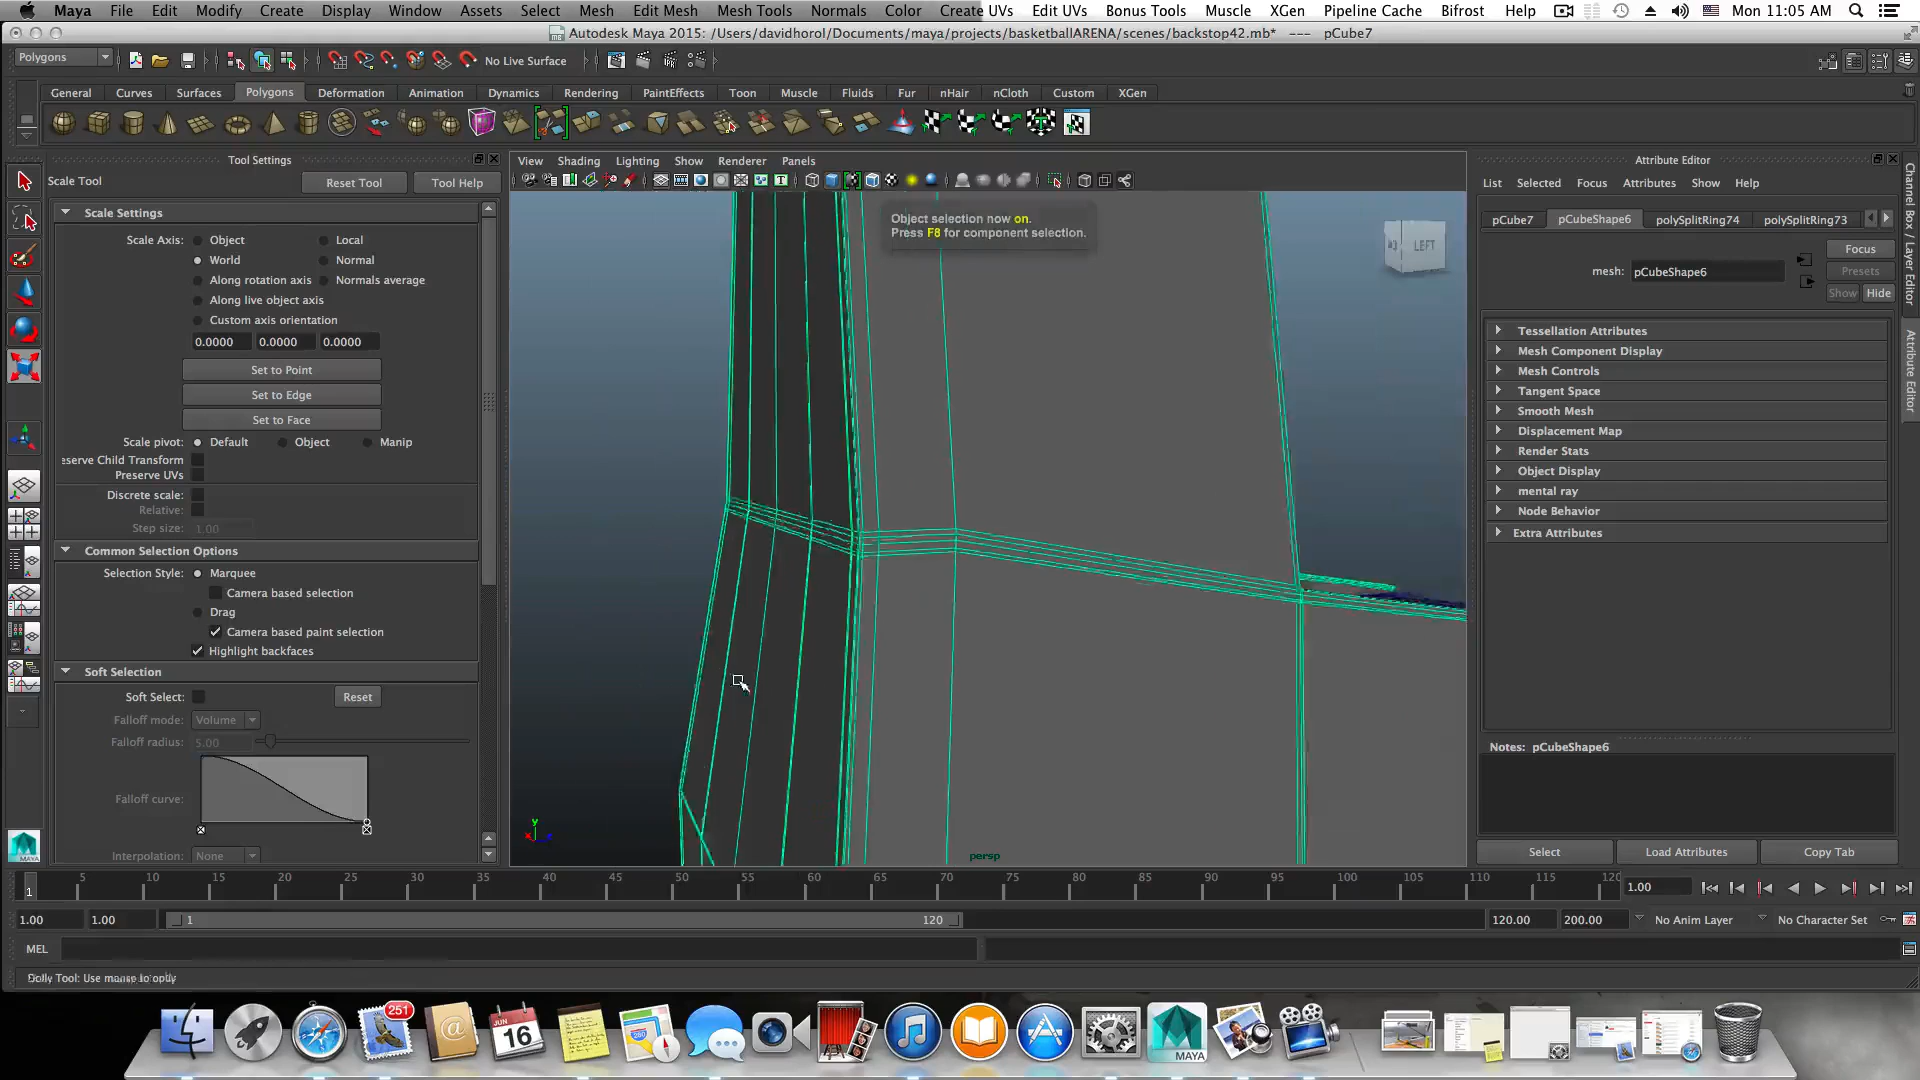 Maya File Edit Modify Create Display Window Assets Select Mesh Edit Mesh Mesh Tools Normals Color Create UVs Edit UVs Bonus Tools Muscle XGen Pipeline Cache Bifrost Help Mon 11:05 AM
Autodesk Maya 2015: /Users/davidhorol/Documents/maya/projects/basketballARENA/scenes/backstop42.mb* --- pCube7
Polygons No Live Surface
General Curves Surfaces Polygons Deformation Animation Dynamics Rendering PaintEffects Toon Muscle Fluids Fur nHair nCloth Custom XGen
Tool Settings
Scale Tool Reset Tool Tool Help
Scale Settings
Scale Axis: Object Local
World Normal
Along rotation axis Normals average
Along live object axis
Custom axis orientation
0.0000 0.0000 0.0000
Set to Point
Set to Edge
Set to Face
Scale pivot: Default Object Manip
eserve Child Transform
Preserve UVs
Discrete scale:
Relative:
Step size: 1.00
Common Selection Options
Selection Style: Marquee
Camera based selection
Drag
Camera based paint selection
Highlight backfaces
Soft Selection
Soft Select: Reset
Falloff mode: Volume
Falloff radius: 5.00
Falloff curve:
Interpolation: None
View Shading Lighting Show Renderer Panels
Object selection now on.
Press F8 for component selection.
LEFT
y
x
persp
Attribute Editor
List Selected Focus Attributes Show Help
pCube7 pCubeShape6 polySplitRing74 polySplitRing73
Focus
mesh: pCubeShape6 Presets
Show Hide
Tessellation Attributes
Mesh Component Display
Mesh Controls
Tangent Space
Smooth Mesh
Displacement Map
Render Stats
Object Display
mental ray
Node Behavior
Extra Attributes
Notes: pCubeShape6
Select Load Attributes Copy Tab
Channel Box / Layer Editor
Attribute Editor
1 5 10 15 20 25 30 35 40 45 50 55 60 65 70 75 80 85 90 95 100 105 110 115 120 1.00
1.00 1.00 1 120 120.00 200.00 No Anim Layer No Character Set
MEL
251
JUN
16
280
MAYA
MAYA